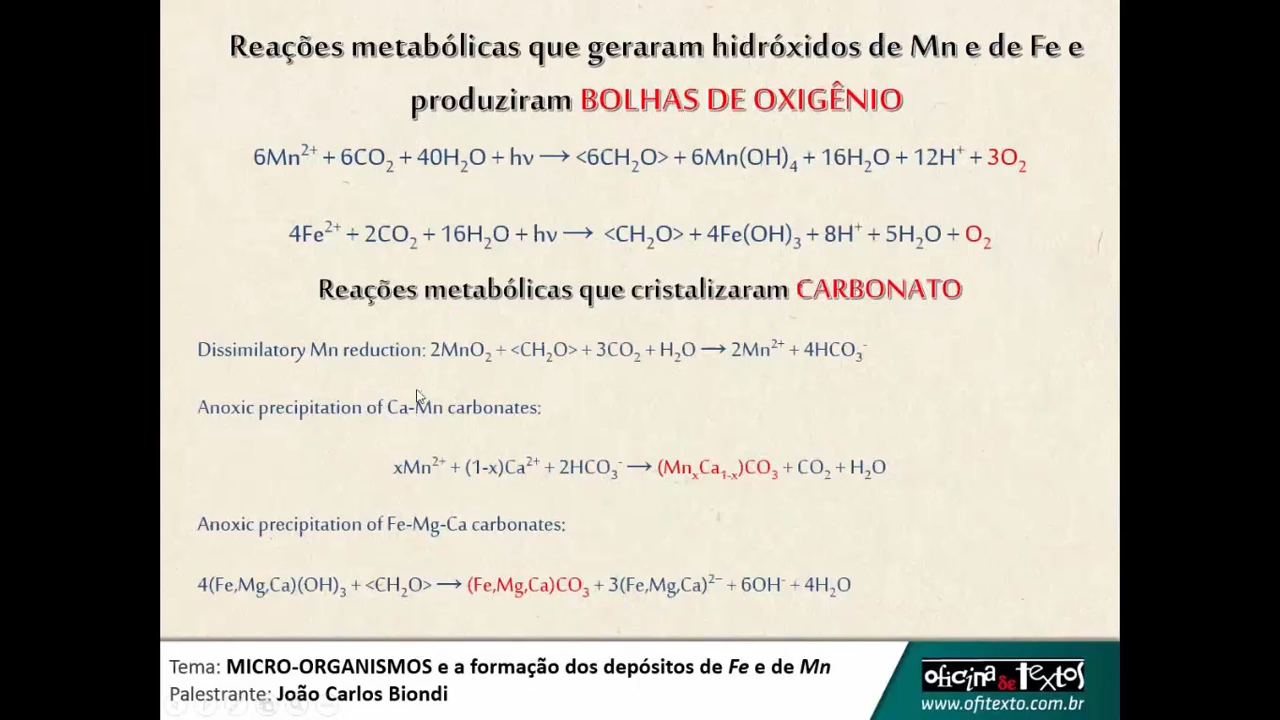 Reações metabólicas que geraram hidróxidos de Mn e de Fe e
produziram BOLHAS DE OXIGÊNIO
6Mn²⁺ + 6CO₂ + 40H₂O + hν ⟶ <6CH₂O> + 6Mn(OH)₄ + 16H₂O + 12H⁺ + 3O₂
4Fe²⁺ + 2CO₂ + 16H₂O + hν ⟶ <CH₂O> + 4Fe(OH)₃ + 8H⁺ + 5H₂O + O₂
Reações metabólicas que cristalizaram CARBONATO
Dissimilatory Mn reduction: 2MnO₂ + <CH₂O> + 3CO₂ + H₂O ⟶ 2Mn²⁺ + 4HCO₃⁻
Anoxic precipitation of Ca-Mn carbonates:
xMn²⁺ + (1-x)Ca²⁺ + 2HCO₃⁻ ⟶ (MnₓCa₁₋ₓ)CO₃ + CO₂ + H₂O
Anoxic precipitation of Fe-Mg-Ca carbonates:
4(Fe,Mg,Ca)(OH)₃ + <CH₂O> ⟶ (Fe,Mg,Ca)CO₃ + 3(Fe,Mg,Ca)²⁻ + 6OH⁻ + 4H₂O
Tema: MICRO-ORGANISMOS e a formação dos depósitos de Fe e de Mn
Palestrante: João Carlos Biondi
oficina de textos
www.ofitexto.com.br